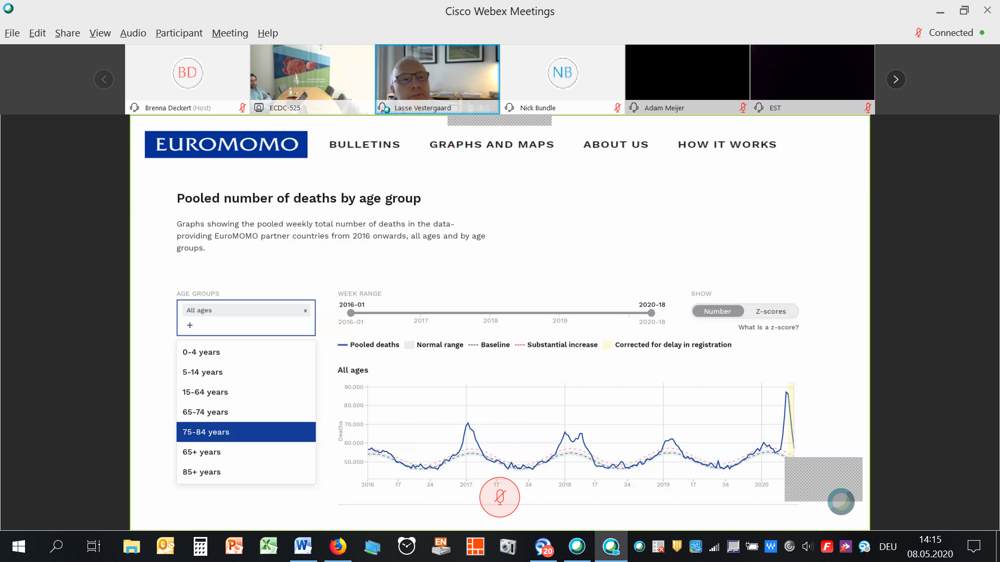 Cisco Webex Meetings
File Edit Share View Audio Participant Meeting Help
Connected
BD
NB
Brenna Deckert (Host)
ECDC-525
Lasse Vestergaard
Nick Bundle
Adam Meijer
EST
EUROMOMO
BULLETINS
GRAPHS AND MAPS
ABOUT US
HOW IT WORKS
Pooled number of deaths by age group
Graphs showing the pooled weekly total number of deaths in the data-
providing EuroMOMO partner countries from 2016 onwards, all ages and by age
groups.
AGE GROUPS
All ages x
+
0-4 years
5-14 years
15-64 years
65-74 years
75-84 years
65+ years
85+ years
WEEK RANGE
2016-01 2020-18
2016-01 2017 2018 2019 2020-18
SHOW
Number Z-scores
What is a z-score?
Pooled deaths Normal range Baseline Substantial increase Corrected for delay in registration
All ages
Deaths
90.000
80.000
70.000
60.000
50.000
2016 17 34 2017 17 34 2018 17 34 2019 17 34 2020
EN
20
DEU
14:15
08.05.2020